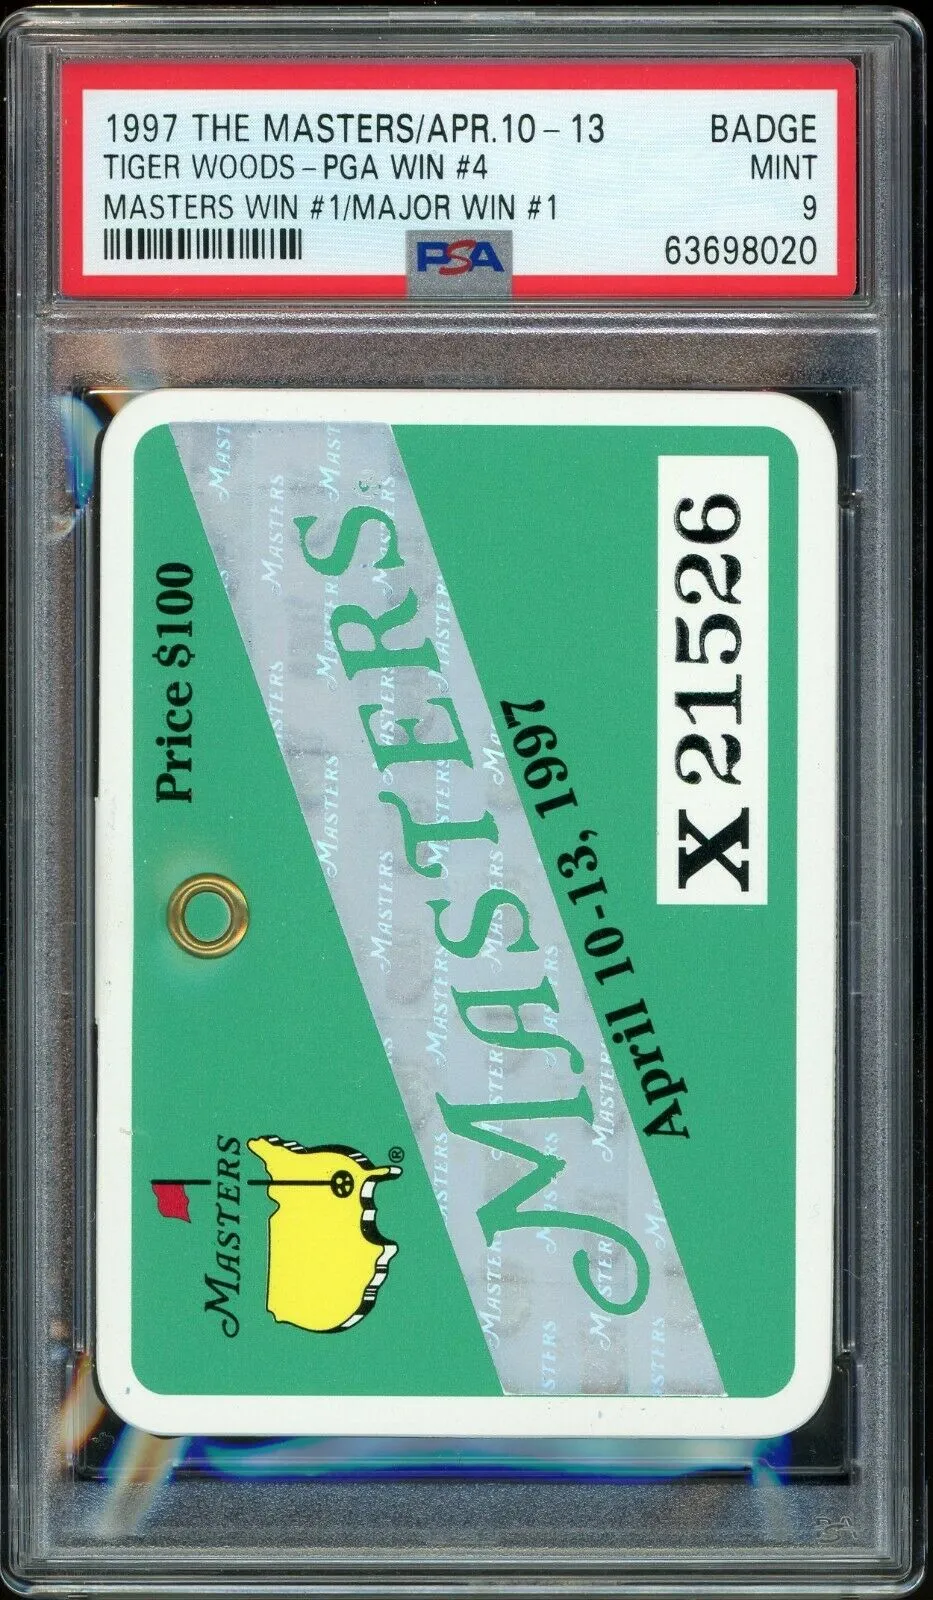 1997 THE MASTERS/APR.10 – 13 BADGE
TIGER WOODS – PGA WIN #4 MINT
MASTERS WIN #1/MAJOR WIN #1 9
PSA 63698020
Price $100
MASTERS
MASTERS®
April 10-13, 1997
X 21526